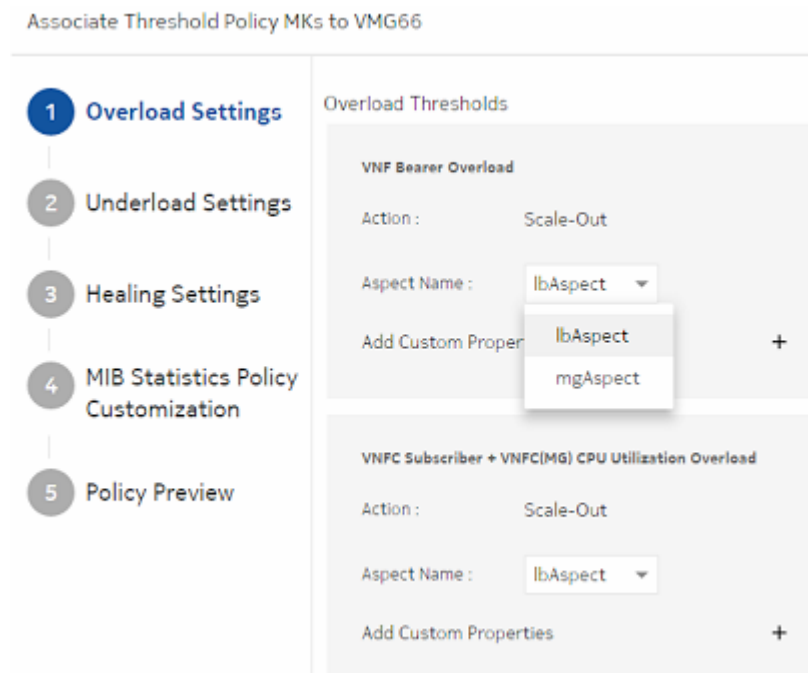 Associate Threshold Policy MKs to VMG66
1 Overload Settings
2 Underload Settings
3 Healing Settings
4 MIB Statistics Policy
Customization
5 Policy Preview
Overload Thresholds
VNF Bearer Overload
Action : Scale-Out
Aspect Name : lbAspect
lbAspect
mgAspect
Add Custom Proper +
VNFC Subscriber + VNFC(MG) CPU Utilization Overload
Action : Scale-Out
Aspect Name : lbAspect
Add Custom Properties +